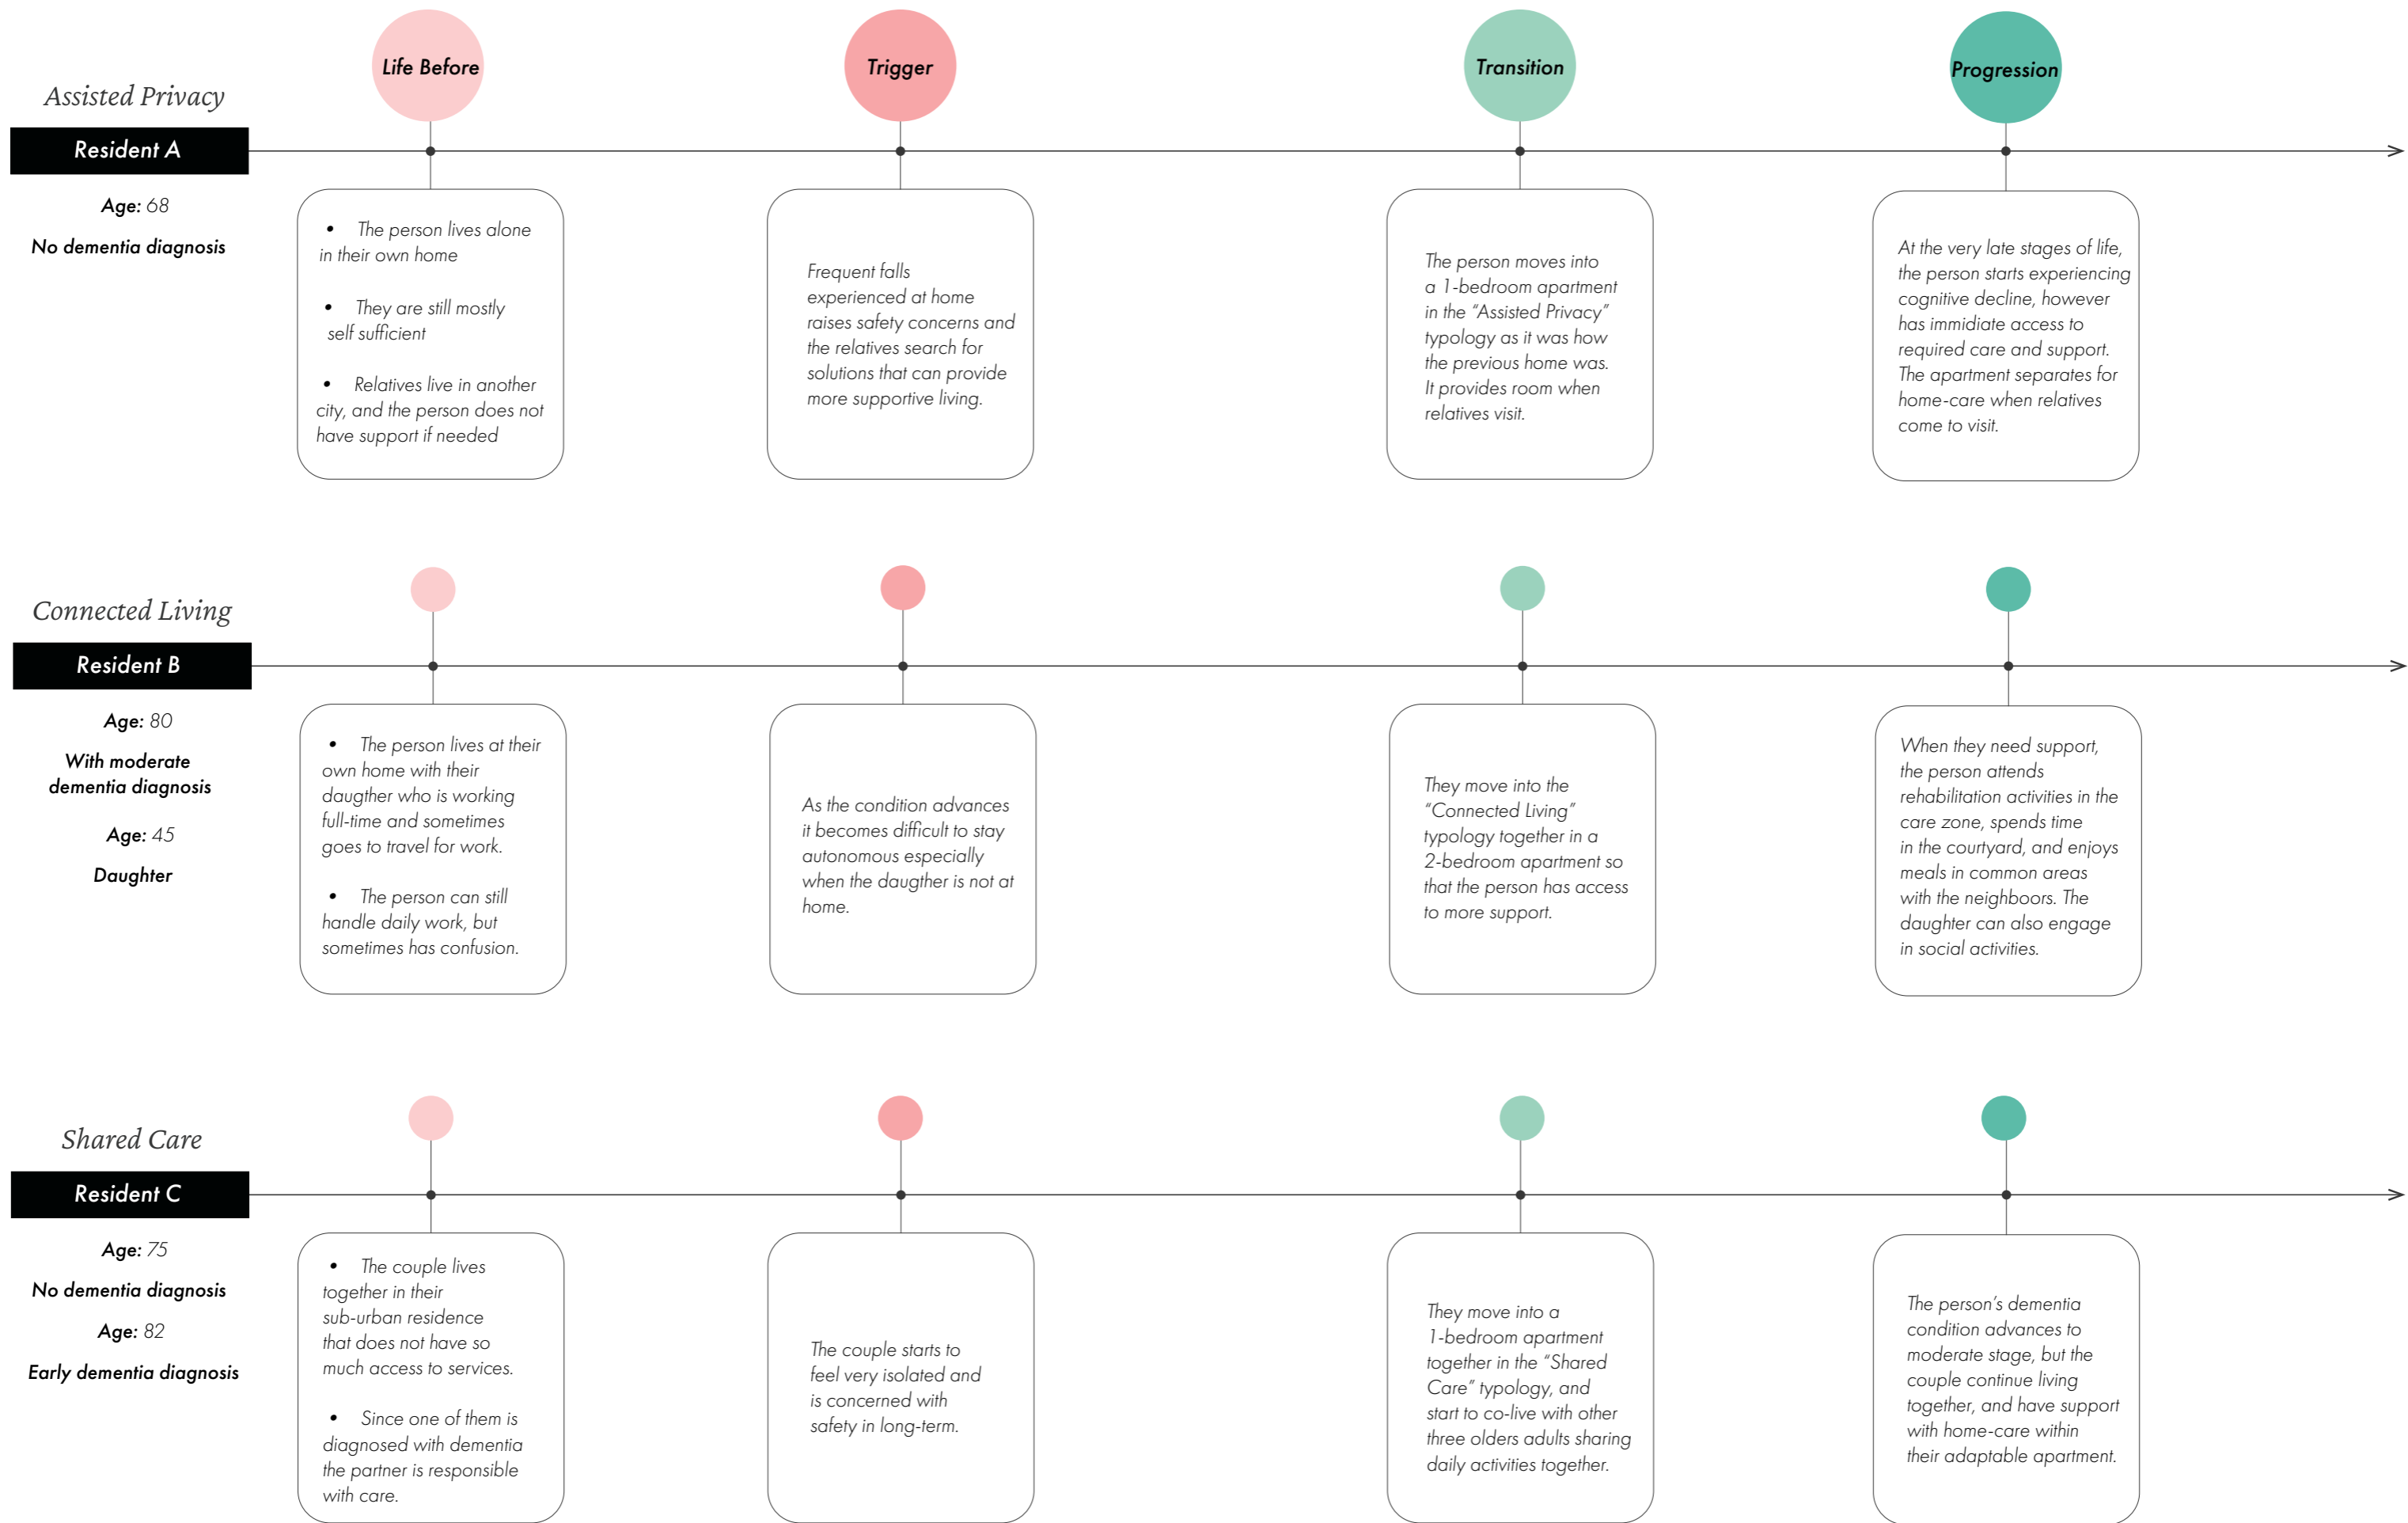 Life Before
Trigger
Transition
Progression
Assisted Privacy
Resident A
Age: 68
No dementia diagnosis
• The person lives alone
in their own home
• They are still mostly
self sufficient
• Relatives live in another
city, and the person does not
have support if needed
Frequent falls
experienced at home
raises safety concerns and
the relatives search for
solutions that can provide
more supportive living.
The person moves into
a 1-bedroom apartment
in the “Assisted Privacy”
typology as it was how
the previous home was.
It provides room when
relatives visit.
At the very late stages of life,
the person starts experiencing
cognitive decline, however
has immidiate access to
required care and support.
The apartment separates for
home-care when relatives
come to visit.
Connected Living
Resident B
Age: 80
With moderate
dementia diagnosis
Age: 45
Daughter
• The person lives at their
own home with their
daugther who is working
full-time and sometimes
goes to travel for work.
• The person can still
handle daily work, but
sometimes has confusion.
As the condition advances
it becomes difficult to stay
autonomous especially
when the daugther is not at
home.
They move into the
“Connected Living”
typology together in a
2-bedroom apartment so
that the person has access
to more support.
When they need support,
the person attends
rehabilitation activities in the
care zone, spends time
in the courtyard, and enjoys
meals in common areas
with the neighboors. The
daughter can also engage
in social activities.
Shared Care
Resident C
Age: 75
No dementia diagnosis
Age: 82
Early dementia diagnosis
• The couple lives
together in their
sub-urban residence
that does not have so
much access to services.
• Since one of them is
diagnosed with dementia
the partner is responsible
with care.
The couple starts to
feel very isolated and
is concerned with
safety in long-term.
They move into a
1-bedroom apartment
together in the “Shared
Care” typology, and
start to co-live with other
three olders adults sharing
daily activities together.
The person’s dementia
condition advances to
moderate stage, but the
couple continue living
together, and have support
with home-care within
their adaptable apartment.